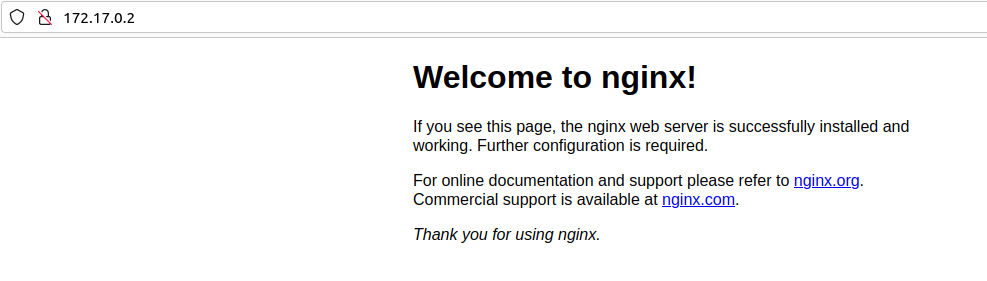 172.17.0.2
Welcome to nginx!
If you see this page, the nginx web server is successfully installed and
working. Further configuration is required.
For online documentation and support please refer to nginx.org.
Commercial support is available at nginx.com.
Thank you for using nginx.